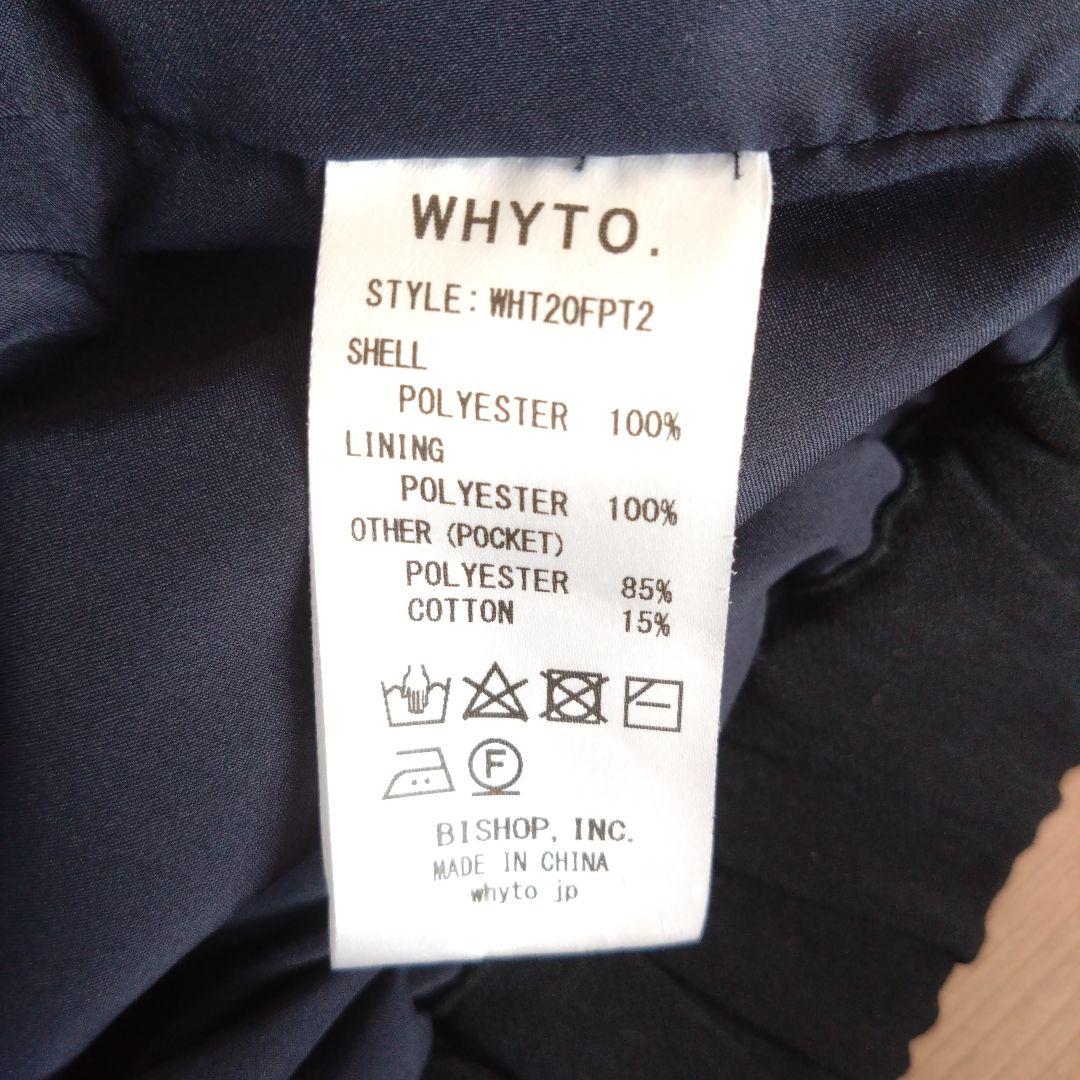 WHYTO.
STYLE: WHT20FPT2
SHELL
POLYESTER 100%
LINING
POLYESTER 100%
OTHER (POCKET)
POLYESTER 85%
COTTON 15%
F
BISHOP, INC.
MADE IN CHINA
whyto jp